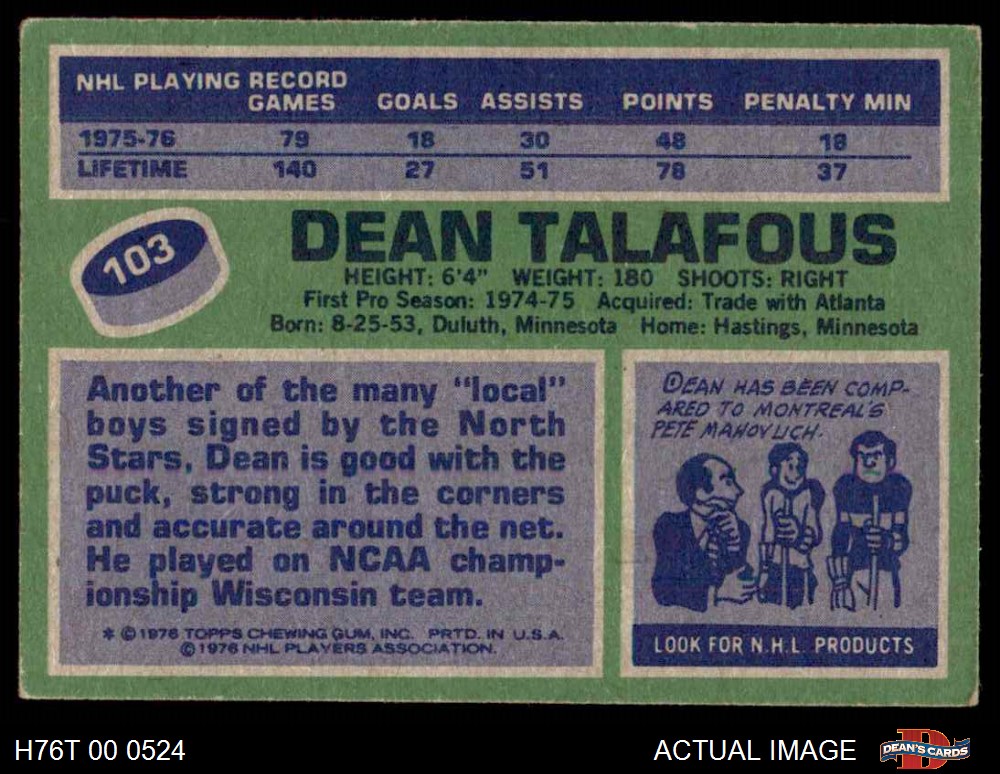 NHL PLAYING RECORD
GAMES GOALS ASSISTS POINTS PENALTY MIN
1975-76 79 18 30 48 18
LIFETIME 140 27 51 78 37
103
DEAN TALAFOUS
HEIGHT: 6'4" WEIGHT: 180 SHOOTS: RIGHT
First Pro Season: 1974-75 Acquired: Trade with Atlanta
Born: 8-25-53, Duluth, Minnesota Home: Hastings, Minnesota
Another of the many "local"
boys signed by the North
Stars, Dean is good with the
puck, strong in the corners
and accurate around the net.
He played on NCAA champ-
ionship Wisconsin team.
* © 1976 TOPPS CHEWING GUM, INC. PRTD. IN U.S.A.
© 1976 NHL PLAYERS ASSOCIATION.
DEAN HAS BEEN COMP-
ARED TO MONTREAL'S
PETE MAHOVLICH.
LOOK FOR N.H.L. PRODUCTS
H76T 00 0524
ACTUAL IMAGE
D
DEAN'S CARDS